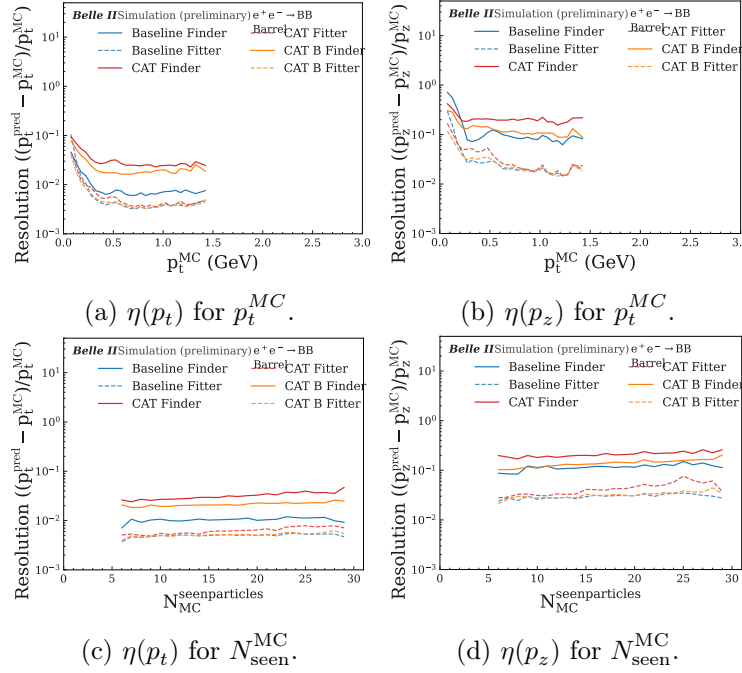 Belle II Simulation (preliminary) e⁺e⁻ → BB
Barrel
Baseline Finder
Baseline Fitter
CAT Finder
CAT Fitter
CAT B Finder
CAT B Fitter
Resolution ((p_t^pred − p_t^MC)/p_t^MC)
10¹
10⁰
10⁻¹
10⁻²
10⁻³
0.0 0.5 1.0 1.5 2.0 2.5 3.0
p_t^MC (GeV)
(a) η(p_t) for p_t^MC.
Belle II Simulation (preliminary) e⁺e⁻ → BB
Barrel
Baseline Finder
Baseline Fitter
CAT Finder
CAT Fitter
CAT B Finder
CAT B Fitter
Resolution ((p_z^pred − p_z^MC)/p_z^MC)
10¹
10⁰
10⁻¹
10⁻²
10⁻³
0.0 0.5 1.0 1.5 2.0 2.5 3.0
p_t^MC (GeV)
(b) η(p_z) for p_t^MC.
Belle II Simulation (preliminary) e⁺e⁻ → BB
Barrel
Baseline Finder
Baseline Fitter
CAT Finder
CAT Fitter
CAT B Finder
CAT B Fitter
Resolution ((p_t^pred − p_t^MC)/p_t^MC)
10¹
10⁰
10⁻¹
10⁻²
10⁻³
0 5 10 15 20 25 30
N_MC^seenparticles
(c) η(p_t) for N_seen^MC.
Belle II Simulation (preliminary) e⁺e⁻ → BB
Barrel
Baseline Finder
Baseline Fitter
CAT Finder
CAT Fitter
CAT B Finder
CAT B Fitter
Resolution ((p_z^pred − p_z^MC)/p_z^MC)
10¹
10⁰
10⁻¹
10⁻²
10⁻³
0 5 10 15 20 25 30
N_MC^seenparticles
(d) η(p_z) for N_seen^MC.